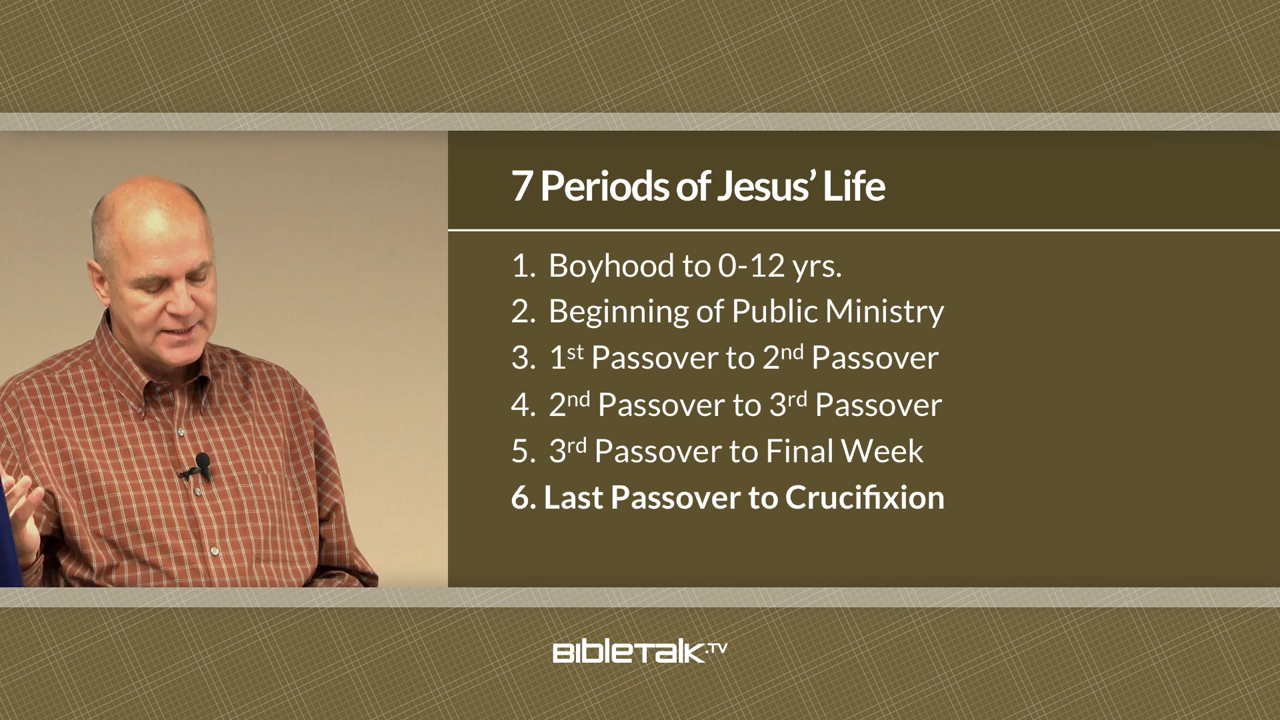 7 Periods of Jesus’ Life
1. Boyhood to 0-12 yrs.
2. Beginning of Public Ministry
3. 1st Passover to 2nd Passover
4. 2nd Passover to 3rd Passover
5. 3rd Passover to Final Week
6. Last Passover to Crucifixion
BIbleTalk.TV